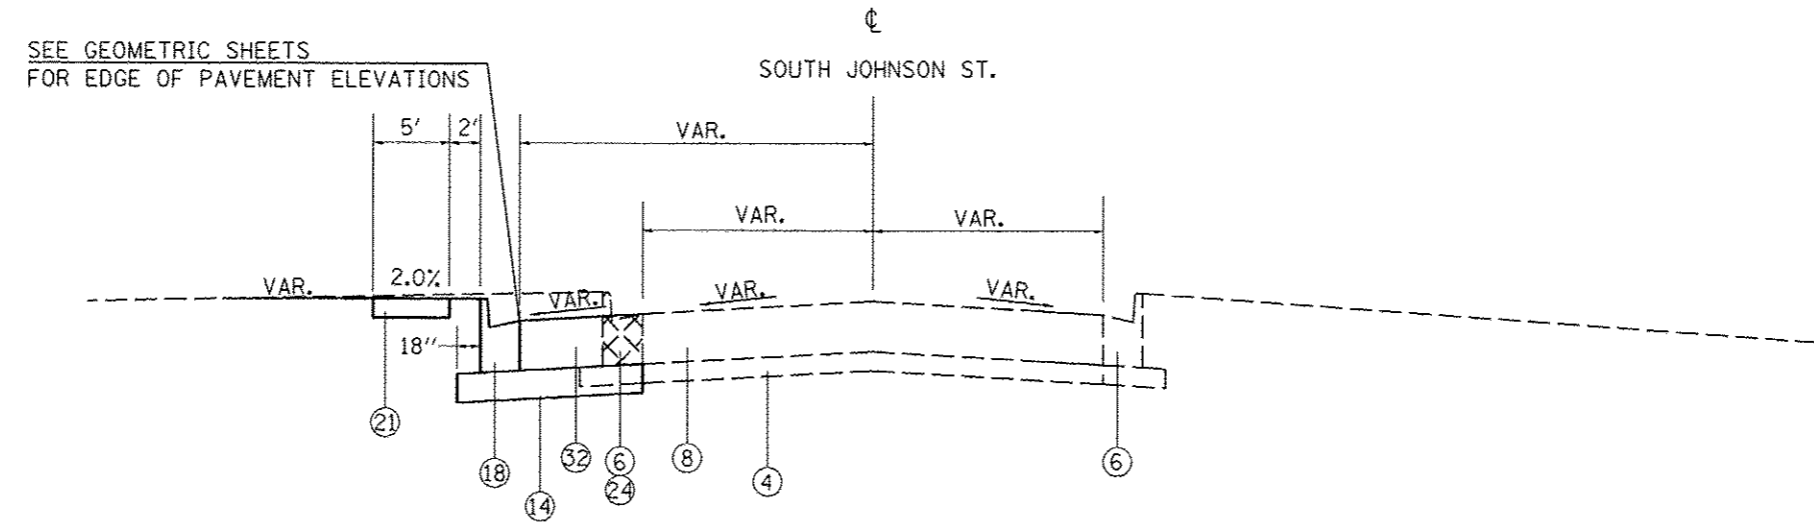 ℄
SOUTH JOHNSON ST.
SEE GEOMETRIC SHEETS
FOR EDGE OF PAVEMENT ELEVATIONS
5' 2' VAR.
VAR. VAR.
VAR. 2.0% VAR. VAR. VAR.
18"
21 18 14 32 6 24 8 4 6